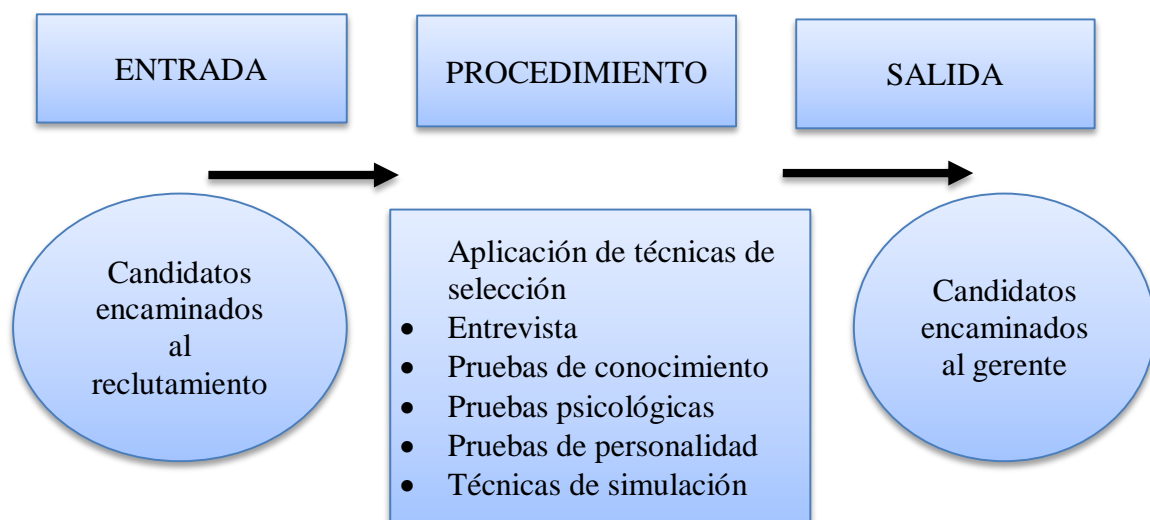 ENTRADA
PROCEDIMIENTO
SALIDA
Candidatos
encaminados
al
reclutamiento
Aplicación de técnicas de
selección
• Entrevista
• Pruebas de conocimiento
• Pruebas psicológicas
• Pruebas de personalidad
• Técnicas de simulación
Candidatos
encaminados
al gerente